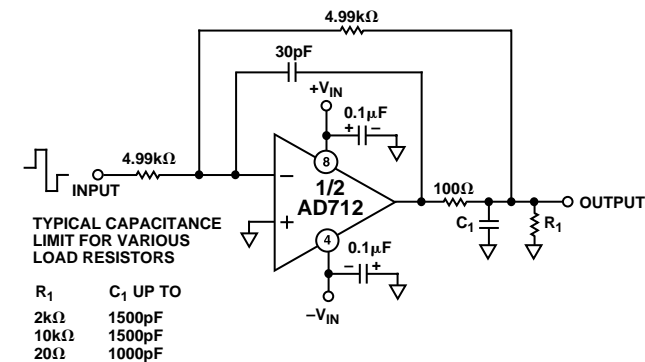 4.99kΩ
30pF
+VIN
0.1µF
+ –
4.99kΩ
8
–
1/2
AD712
+
100Ω
OUTPUT
INPUT
C1
R1
4
0.1µF
– +
–VIN
TYPICAL CAPACITANCE
LIMIT FOR VARIOUS
LOAD RESISTORS
R1 C1 UP TO
2kΩ 1500pF
10kΩ 1500pF
20Ω 1000pF